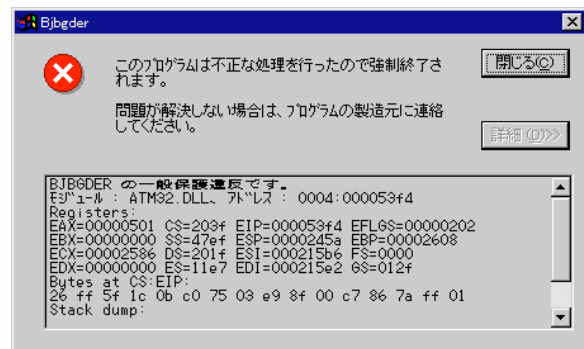 Bjbgder
このﾌﾟﾛｸﾞﾗﾑは不正な処理を行ったので強制終了さ
れます。
閉じる(C)
問題が解決しない場合は、ﾌﾟﾛｸﾞﾗﾑの製造元に連絡
してください。
詳細(D)>>
BJBGDER の一般保護違反です。
ﾓｼﾞｭｰﾙ : ATM32.DLL、 ｱﾄﾞﾚｽ : 0004:000053f4
Registers:
EAX=00000501 CS=203f EIP=000053f4 EFLGS=00000202
EBX=00000000 SS=47ef ESP=0000245a EBP=00002608
ECX=00002586 DS=201f ESI=000215b6 FS=0000
EDX=00000000 ES=11e7 EDI=000215e2 GS=012f
Bytes at CS:EIP:
26 ff 5f 1c 0b c0 75 03 e9 8f 00 c7 86 7a ff 01
Stack dump: